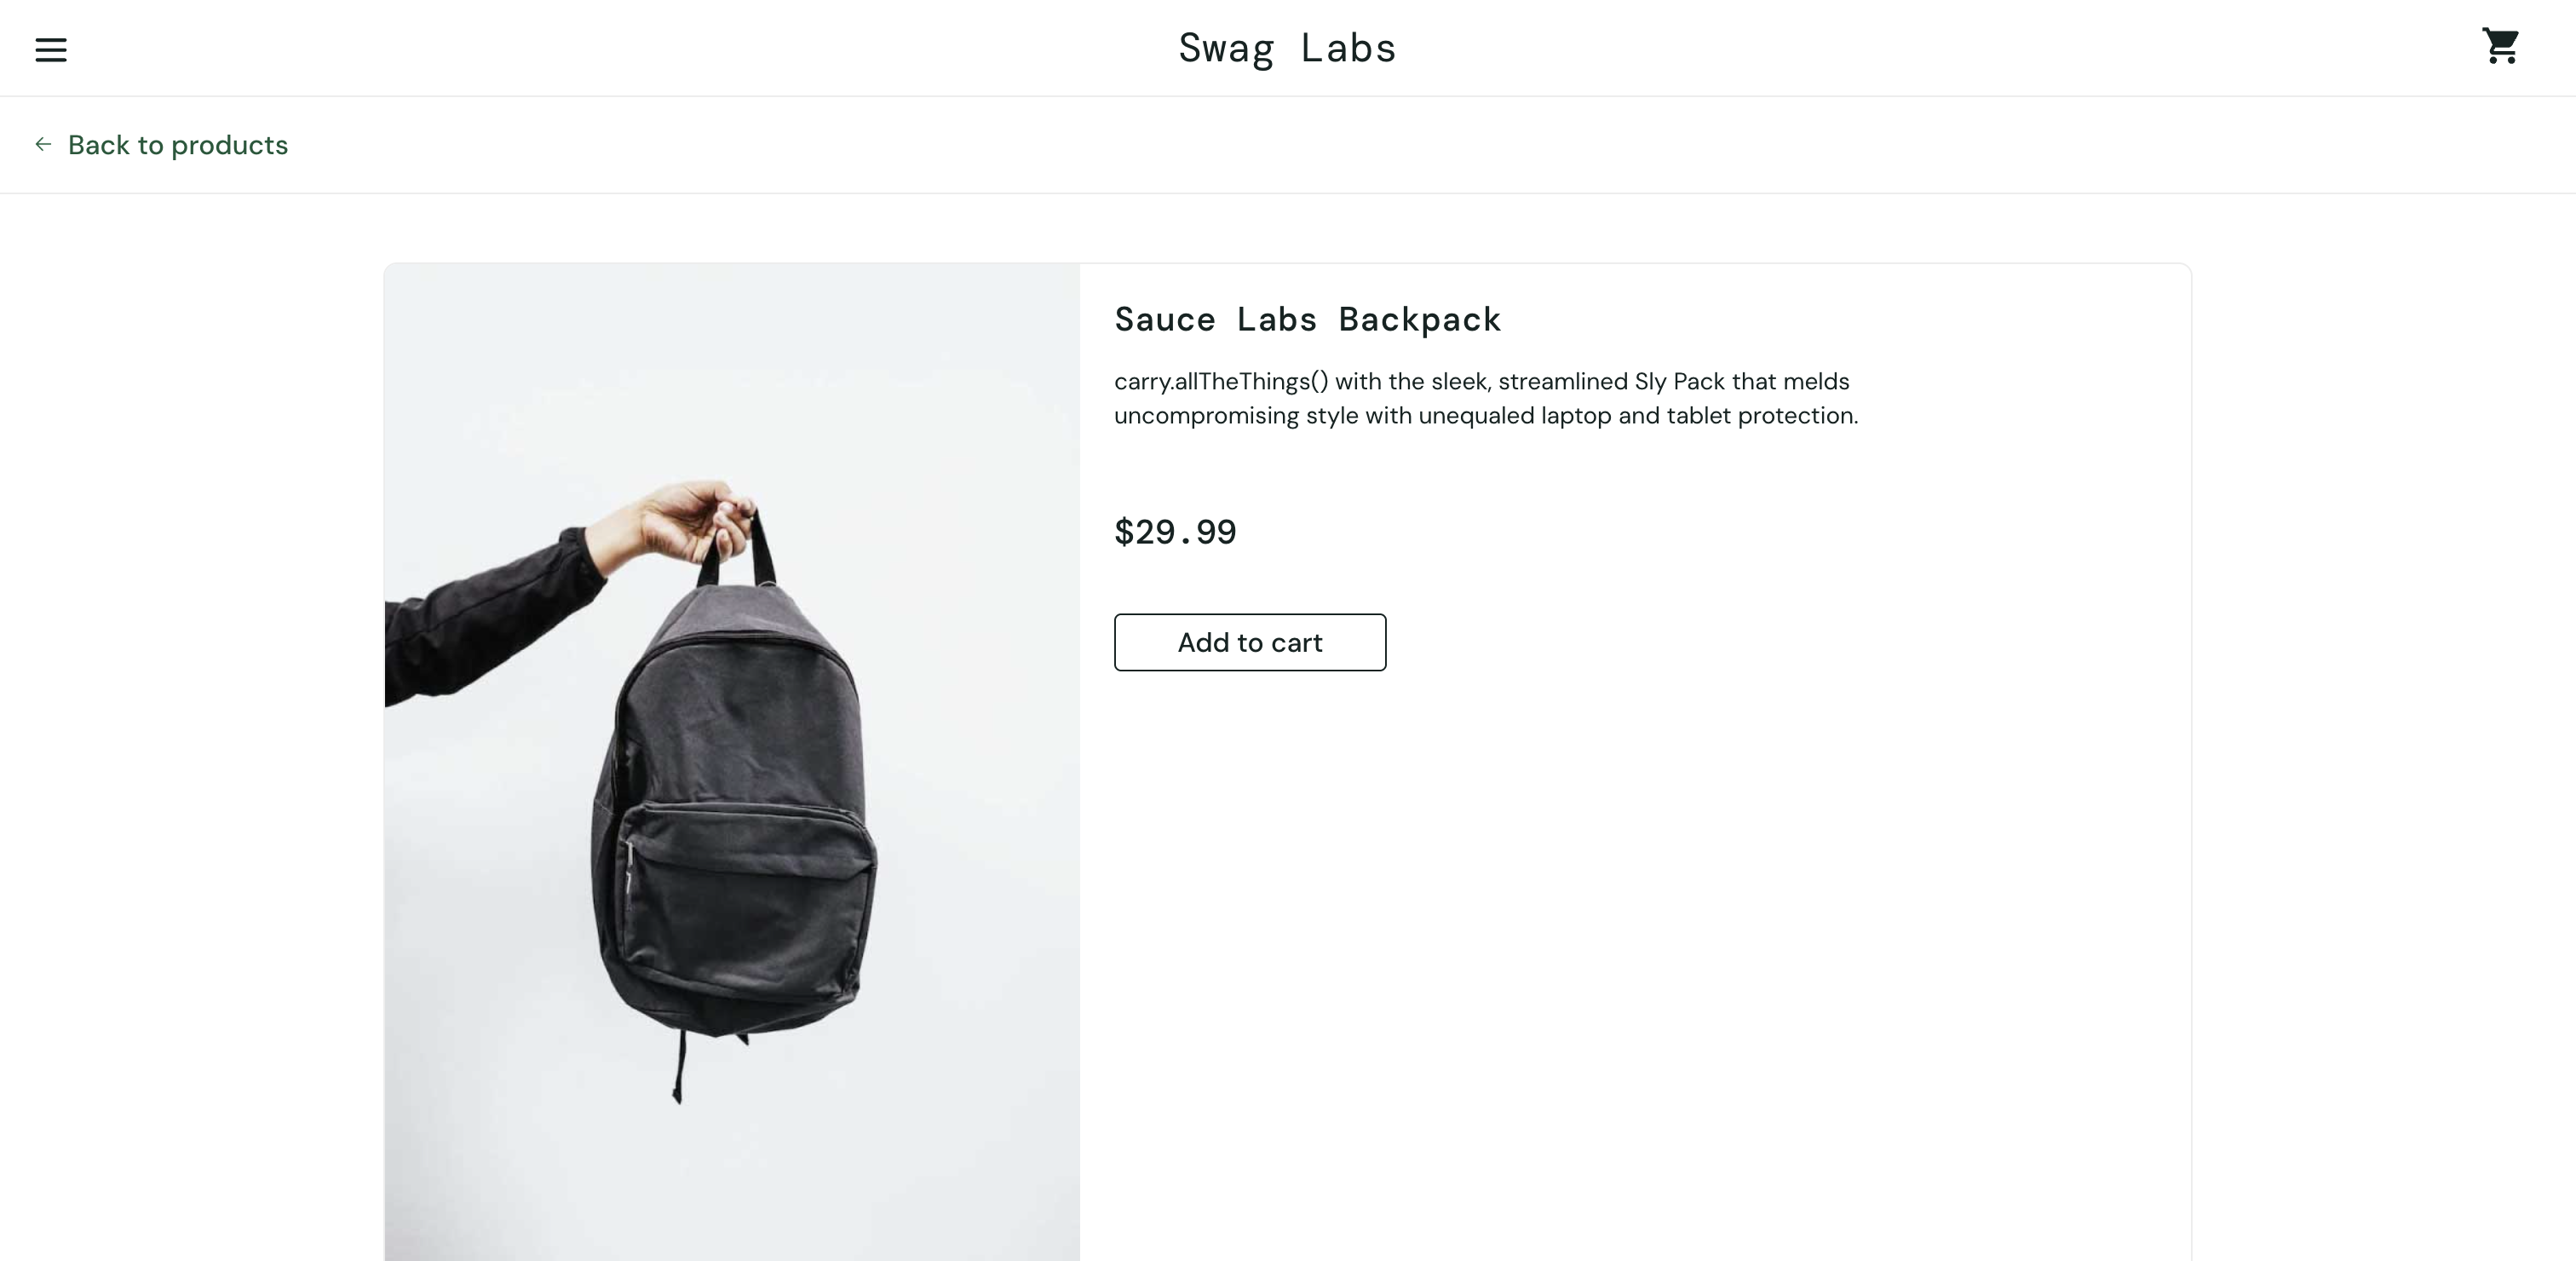 Swag Labs
Back to products
Sauce Labs Backpack
carry.allTheThings() with the sleek, streamlined Sly Pack that melds
uncompromising style with unequaled laptop and tablet protection.
$29.99
Add to cart